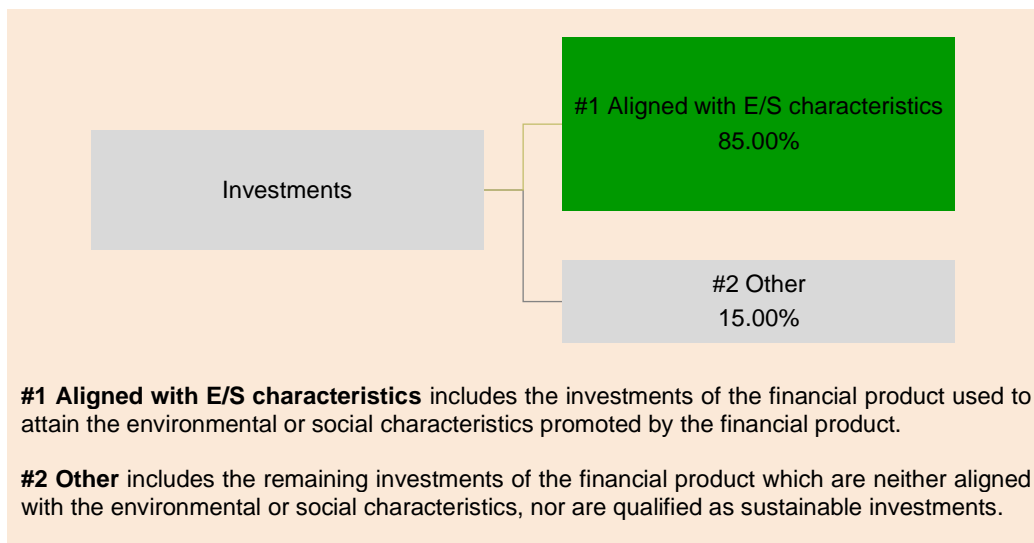 #1 Aligned with E/S characteristics
85.00%
Investments
#2 Other
15.00%
#1 Aligned with E/S characteristics includes the investments of the financial product used to
attain the environmental or social characteristics promoted by the financial product.
#2 Other includes the remaining investments of the financial product which are neither aligned
with the environmental or social characteristics, nor are qualified as sustainable investments.